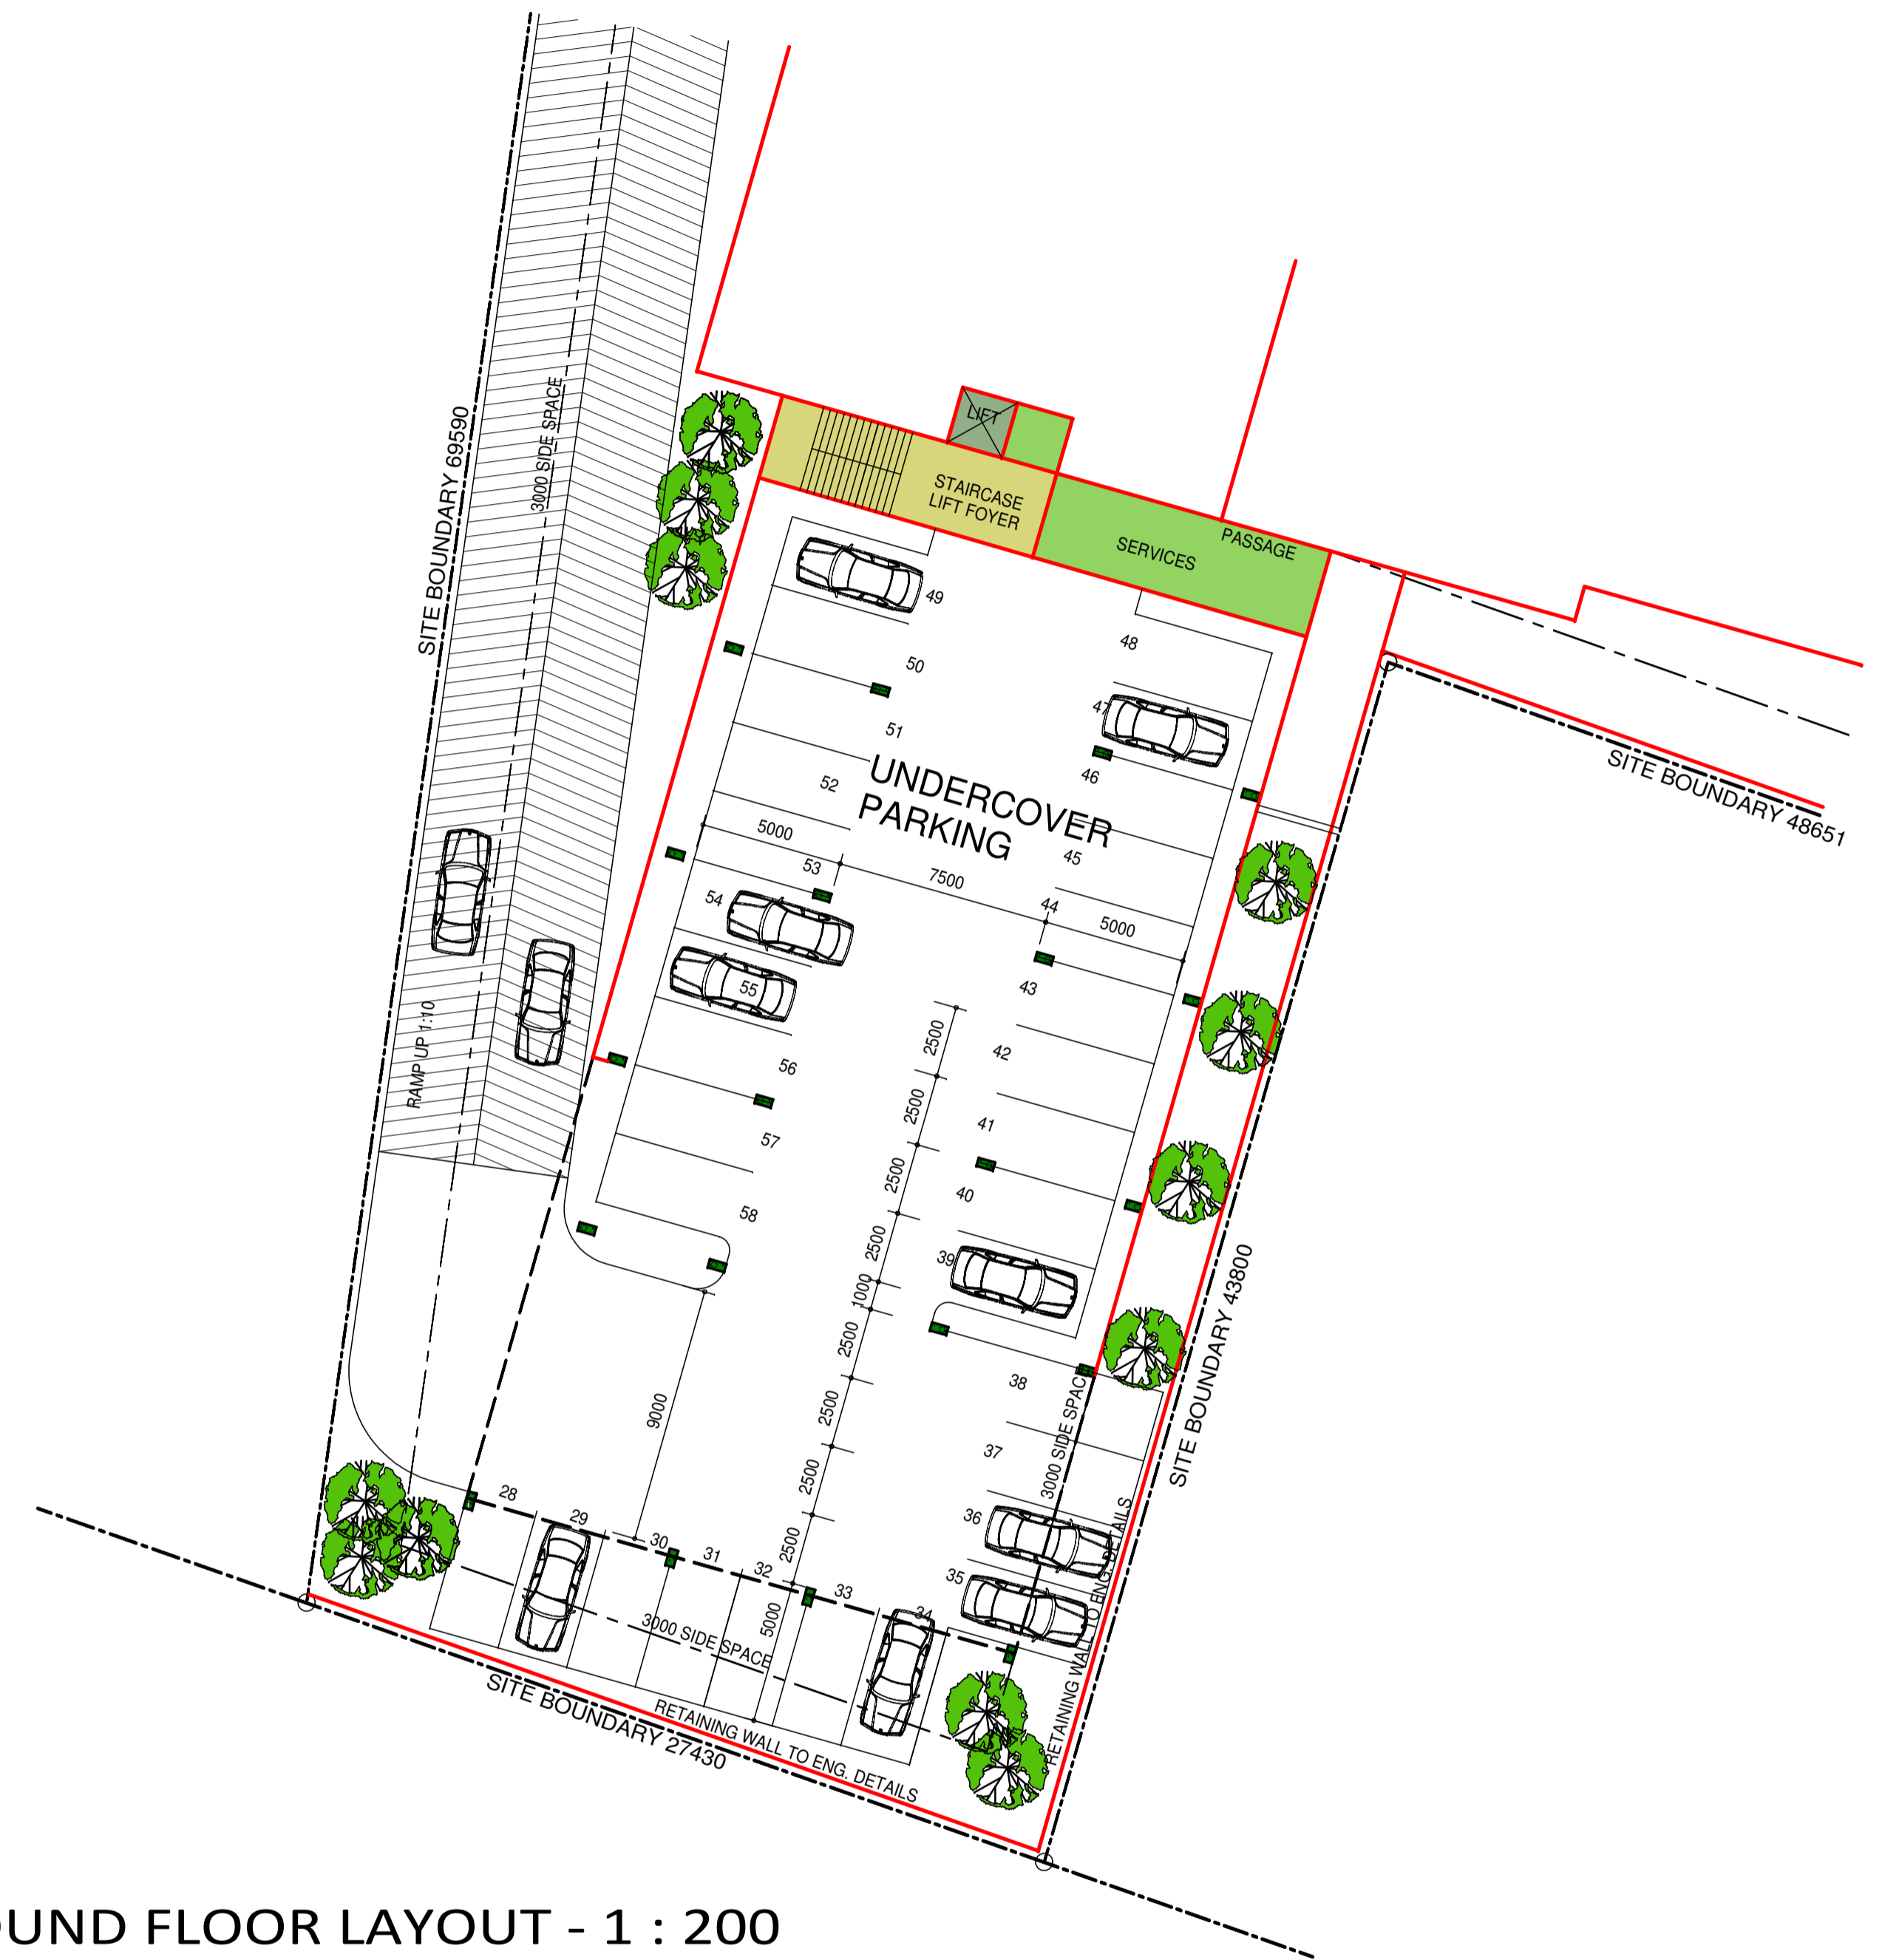 SITE BOUNDARY 69590
3000 SIDE SPACE
RAMP UP 1:10
LIFT
STAIRCASE
LIFT FOYER
SERVICES
PASSAGE
SITE BOUNDARY 48651
49
50
51
52
53
54
55
56
57
58
48
47
46
45
44
43
42
41
40
39
38
37
36
35
UNDERCOVER
PARKING
5000
7500
5000
2500
2500
2500
2500
1000
2500
2500
2500
2500
5000
9000
28
29
30
31
32
33
34
3000 SIDE SPACE
3000 SIDE SPACE
RETAINING WALL TO ENG. DETAILS
RETAINING WALL TO ENG. DETAILS
SITE BOUNDARY 43800
SITE BOUNDARY 27430
OUND FLOOR LAYOUT - 1 : 200